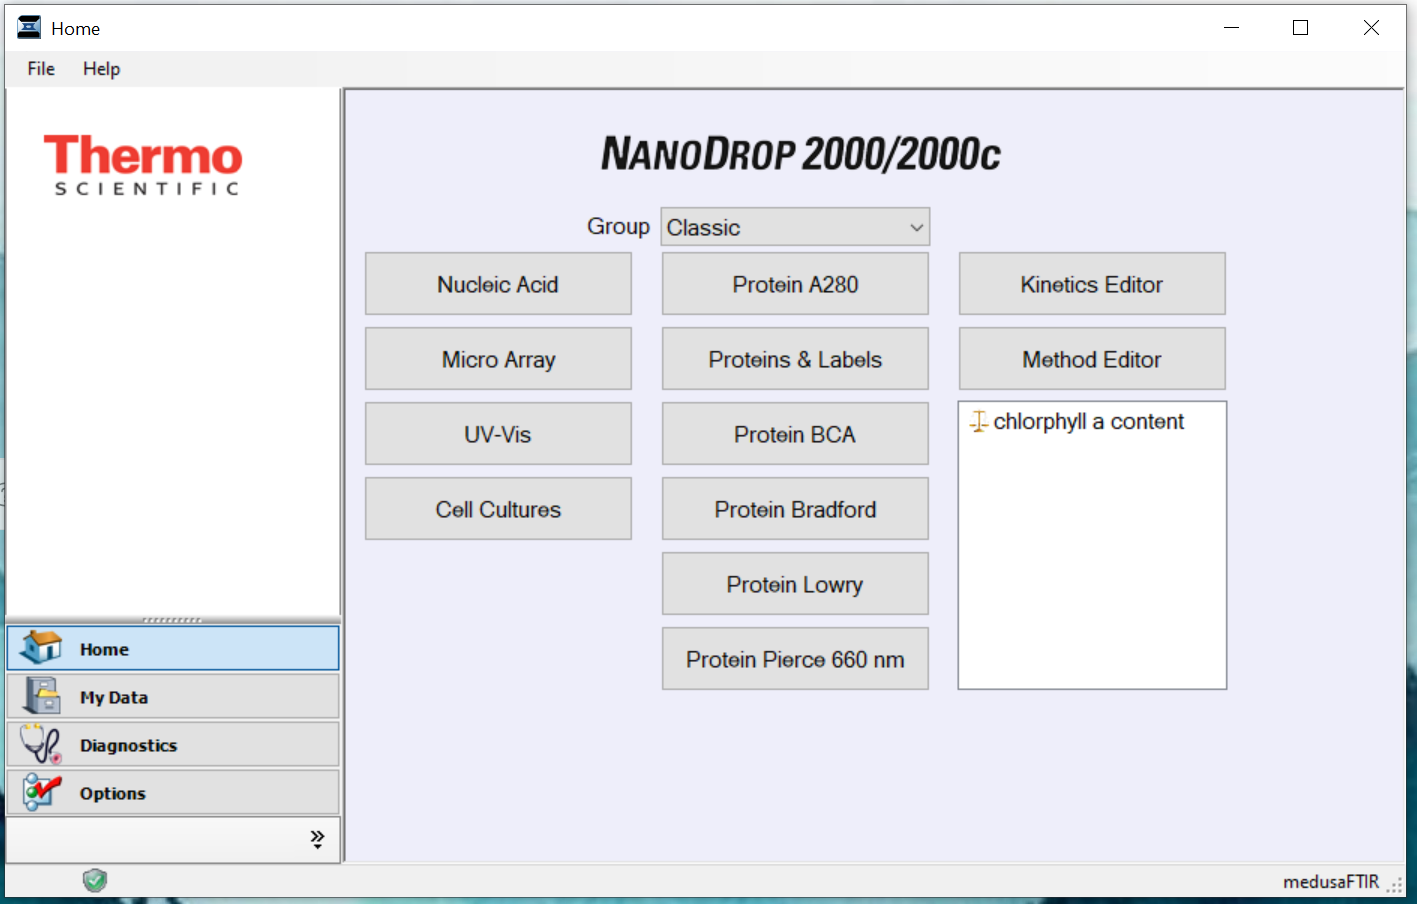 Home
File Help
Thermo
SCIENTIFIC
NANODROP 2000/2000c
Group Classic
Nucleic Acid
Protein A280
Kinetics Editor
Micro Array
Proteins & Labels
Method Editor
UV-Vis
Protein BCA
chlorphyll a content
Cell Cultures
Protein Bradford
Protein Lowry
Protein Pierce 660 nm
Home
My Data
Diagnostics
Options
medusaFTIR